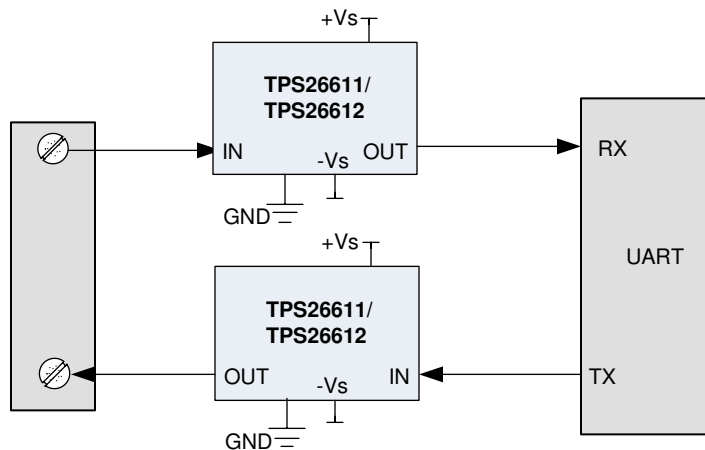 +Vs
TPS26611/
TPS26612
IN
-Vs
OUT
GND
RX
UART
+Vs
TPS26611/
TPS26612
OUT
-Vs
IN
GND
TX